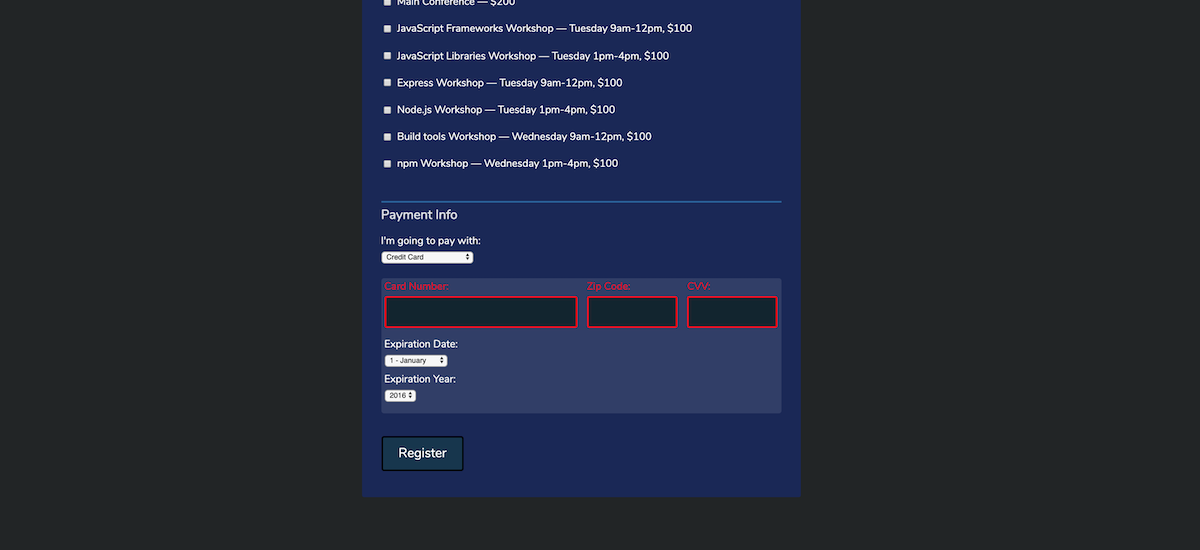 Main Conference — $200
JavaScript Frameworks Workshop — Tuesday 9am-12pm, $100
JavaScript Libraries Workshop — Tuesday 1pm-4pm, $100
Express Workshop — Tuesday 9am-12pm, $100
Node.js Workshop — Tuesday 1pm-4pm, $100
Build tools Workshop — Wednesday 9am-12pm, $100
npm Workshop — Wednesday 1pm-4pm, $100
Payment Info
I'm going to pay with:
Credit Card
Card Number: Zip Code: CVV:
Expiration Date:
1 - January
Expiration Year:
2016
Register